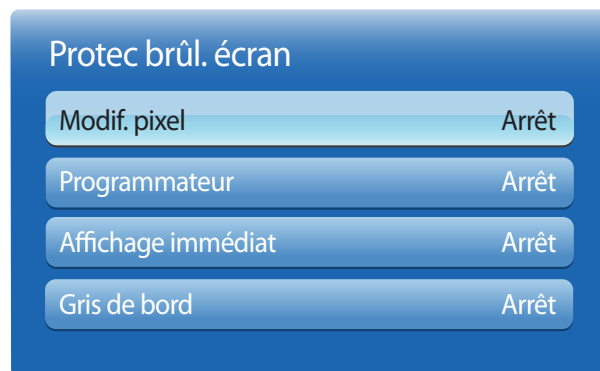 Protec brûl. écran
Modif. pixel Arrêt
Programmateur Arrêt
Affichage immédiat Arrêt
Gris de bord Arrêt